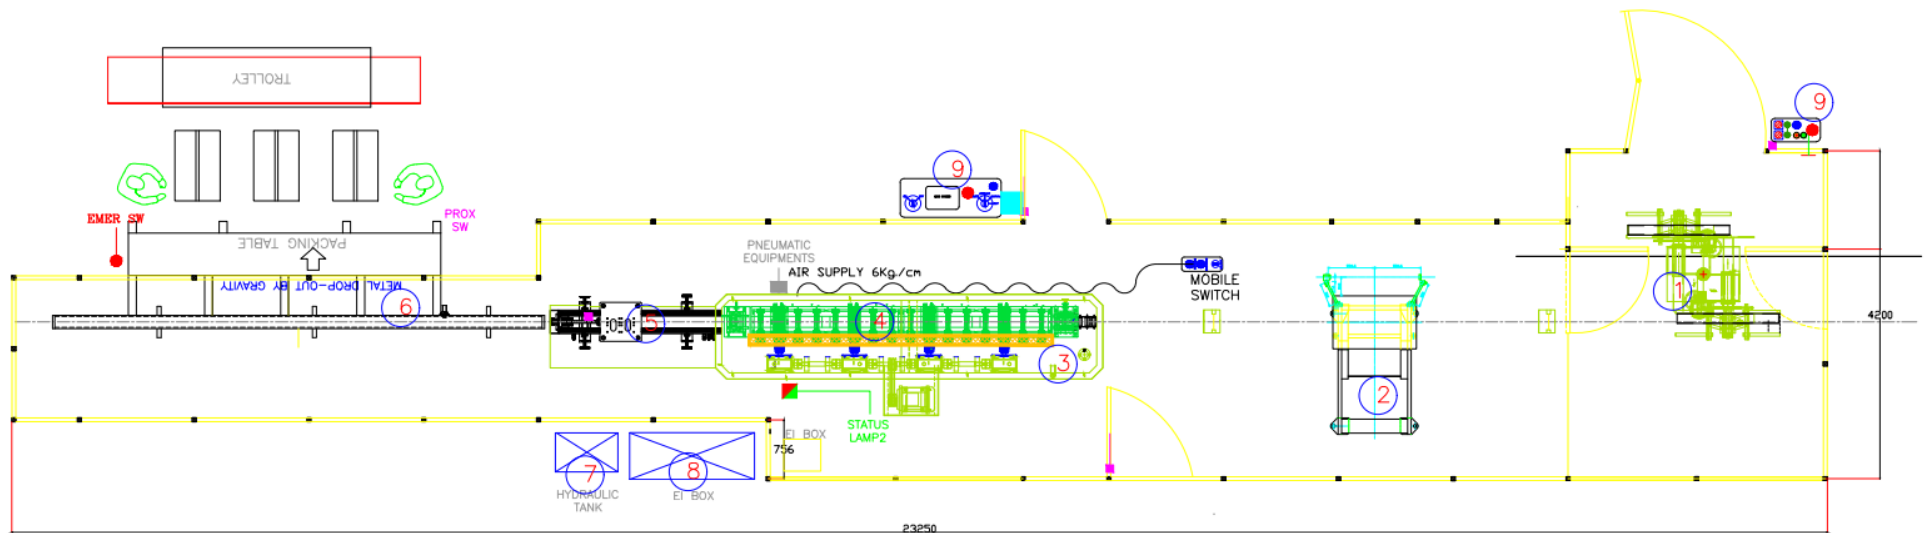 TROLLEY
9
9
EMER SW
PROX
SW
PACKING TABLE
PNEUMATIC
EQUIPMENTS
AIR SUPPLY 6Kg./cm
MOBILE
SWITCH
METAL DROP-OUT BY GRAVITY
6
5
4
3
2
1
4200
STATUS
LAMP2
El BOX
756
7
8
HYDRAULIC
TANK
El BOX
23250